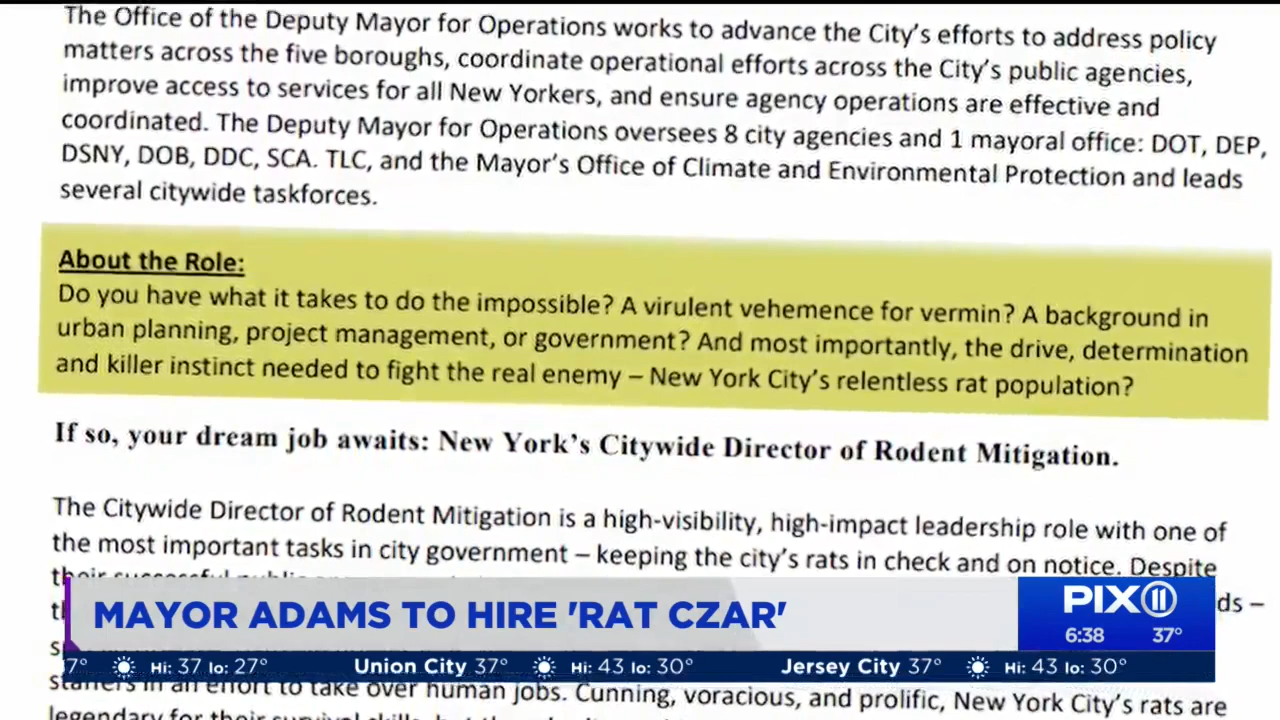 The Office of the Deputy Mayor for Operations works to advance the City's efforts to address policy
matters across the five boroughs, coordinate operational efforts across the City's public agencies,
improve access to services for all New Yorkers, and ensure agency operations are effective and
coordinated. The Deputy Mayor for Operations oversees 8 city agencies and 1 mayoral office: DOT, DEP,
DSNY, DOB, DDC, SCA. TLC, and the Mayor's Office of Climate and Environmental Protection and leads
several citywide taskforces.
About the Role:
Do you have what it takes to do the impossible? A virulent vehemence for vermin? A background in
urban planning, project management, or government? And most importantly, the drive, determination
and killer instinct needed to fight the real enemy – New York City's relentless rat population?
If so, your dream job awaits: New York's Citywide Director of Rodent Mitigation.
The Citywide Director of Rodent Mitigation is a high-visibility, high-impact leadership role with one of
the most important tasks in city government – keeping the city's rats in check and on notice. Despite
their successful public
ds –
MAYOR ADAMS TO HIRE 'RAT CZAR'
PIX11
6:38 37°
7° Hi: 37 lo: 27° Union City 37° Hi: 43 lo: 30° Jersey City 37° Hi: 43 lo: 30°
staffers in an effort to take over human jobs. Cunning, voracious, and prolific, New York City's rats are
legendary for their survival skills, but